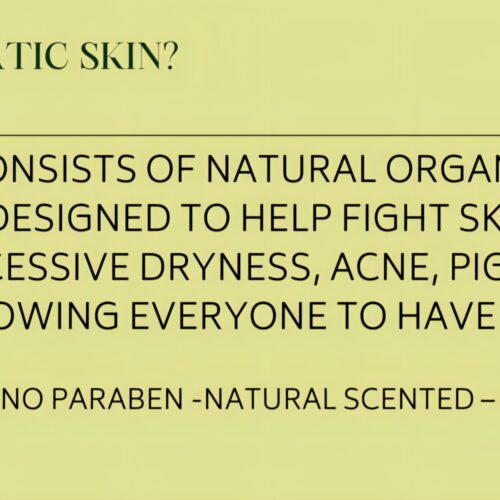 ATIC SKIN?
ONSISTS OF NATURAL ORGAN
DESIGNED TO HELP FIGHT SK
CESSIVE DRYNESS, ACNE, PIG
OWING EVERYONE TO HAVE
NO PARABEN -NATURAL SCENTED –